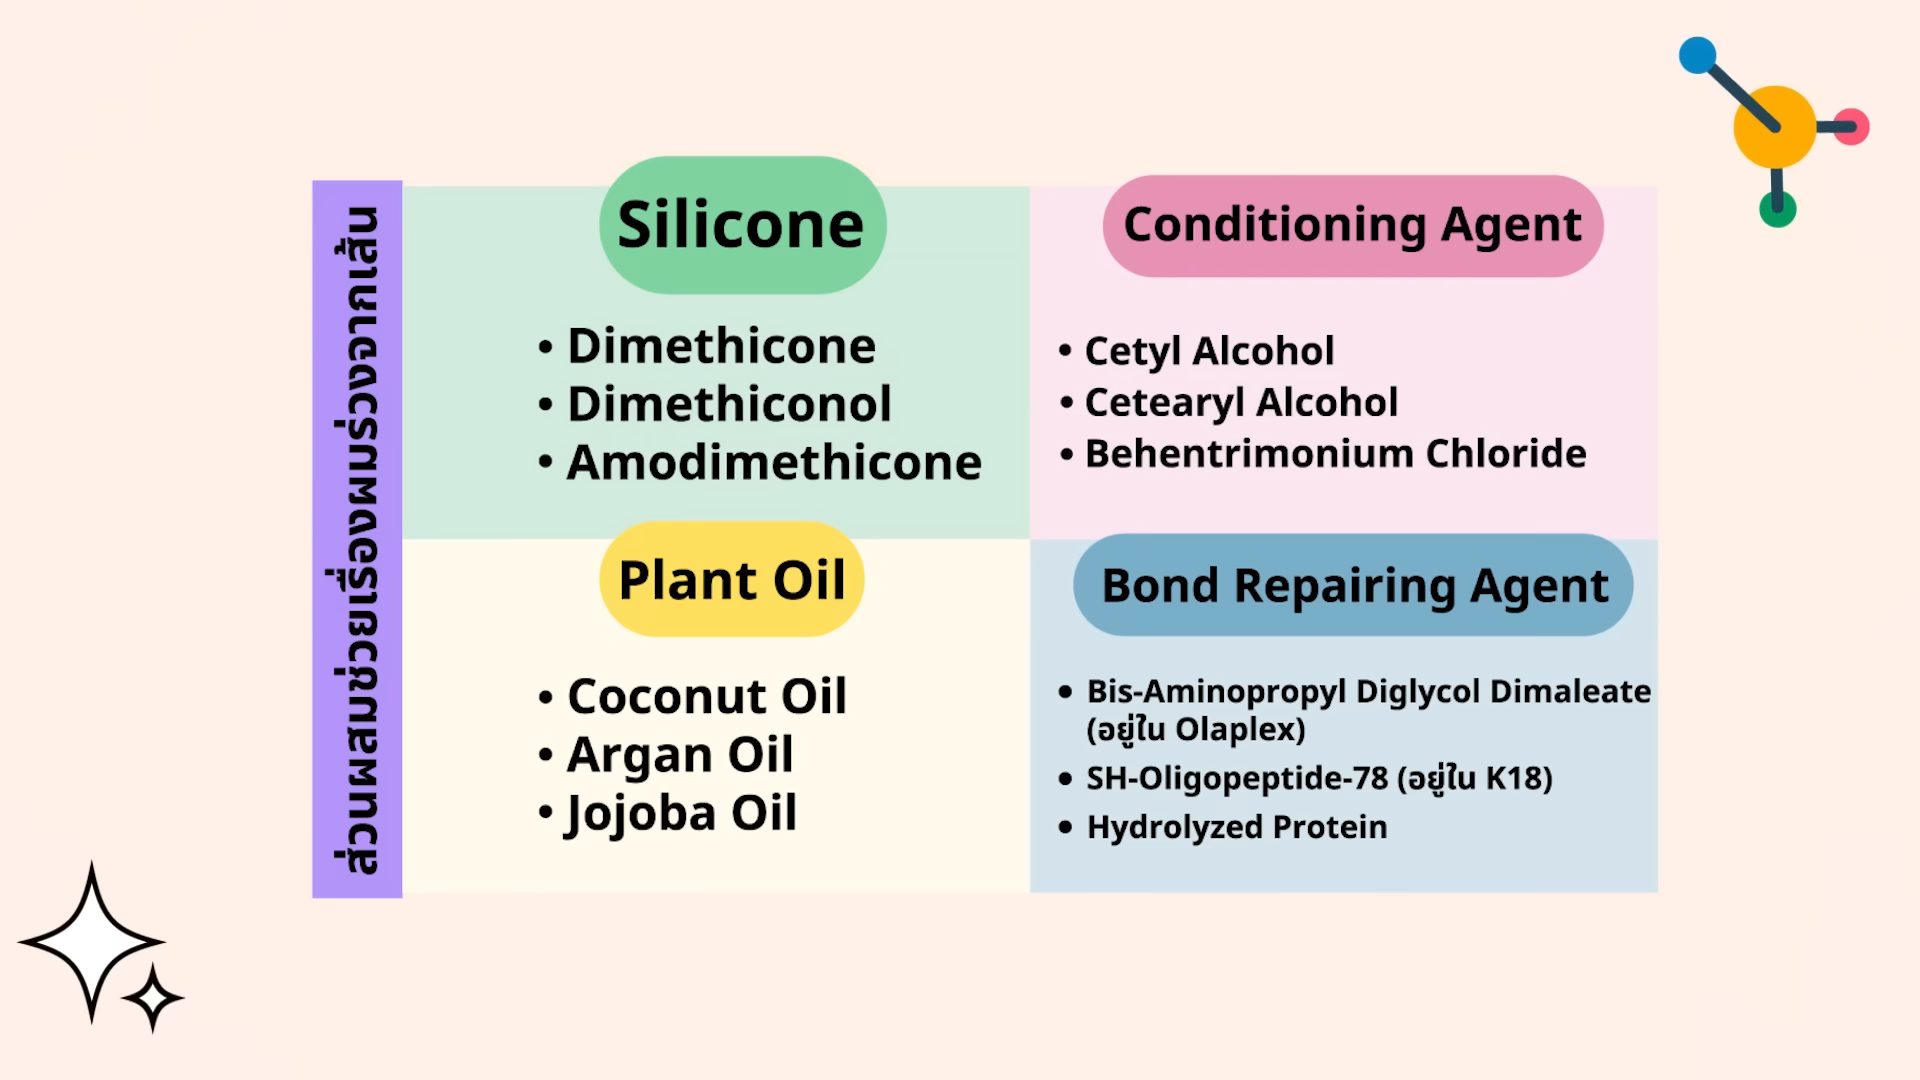 ส่วนผสมที่ช่วยเรื่องผมร่วงจากเส้น
Silicone
• Dimethicone
• Dimethiconol
• Amodimethicone
Conditioning Agent
• Cetyl Alcohol
• Cetearyl Alcohol
• Behentrimonium Chloride
Plant Oil
• Coconut Oil
• Argan Oil
• Jojoba Oil
Bond Repairing Agent
• Bis-Aminopropyl Diglycol Dimaleate
(อยู่ใน Olaplex)
• SH-Oligopeptide-78 (อยู่ใน K18)
• Hydrolyzed Protein